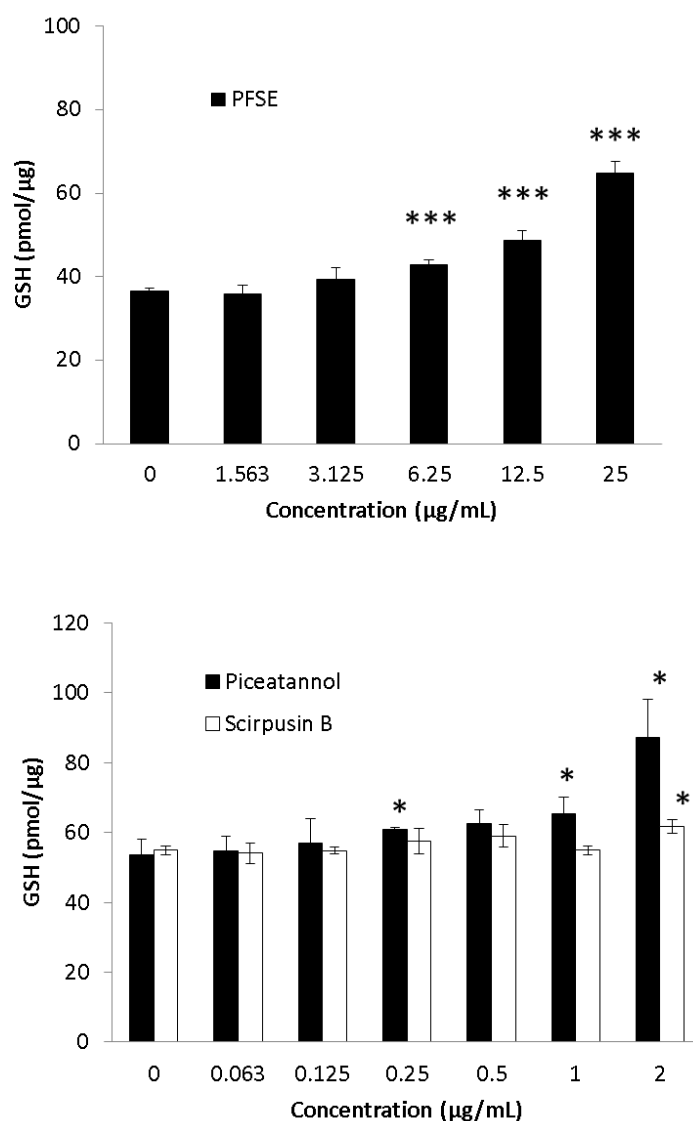 100
80
60
40
20
0
GSH (pmol/µg)
PFSE
***
***
***
0 1.563 3.125 6.25 12.5 25
Concentration (µg/mL)
120
100
80
60
40
20
0
GSH (pmol/µg)
Piceatannol
Scirpusin B
*
*
*
*
0 0.063 0.125 0.25 0.5 1 2
Concentration (µg/mL)